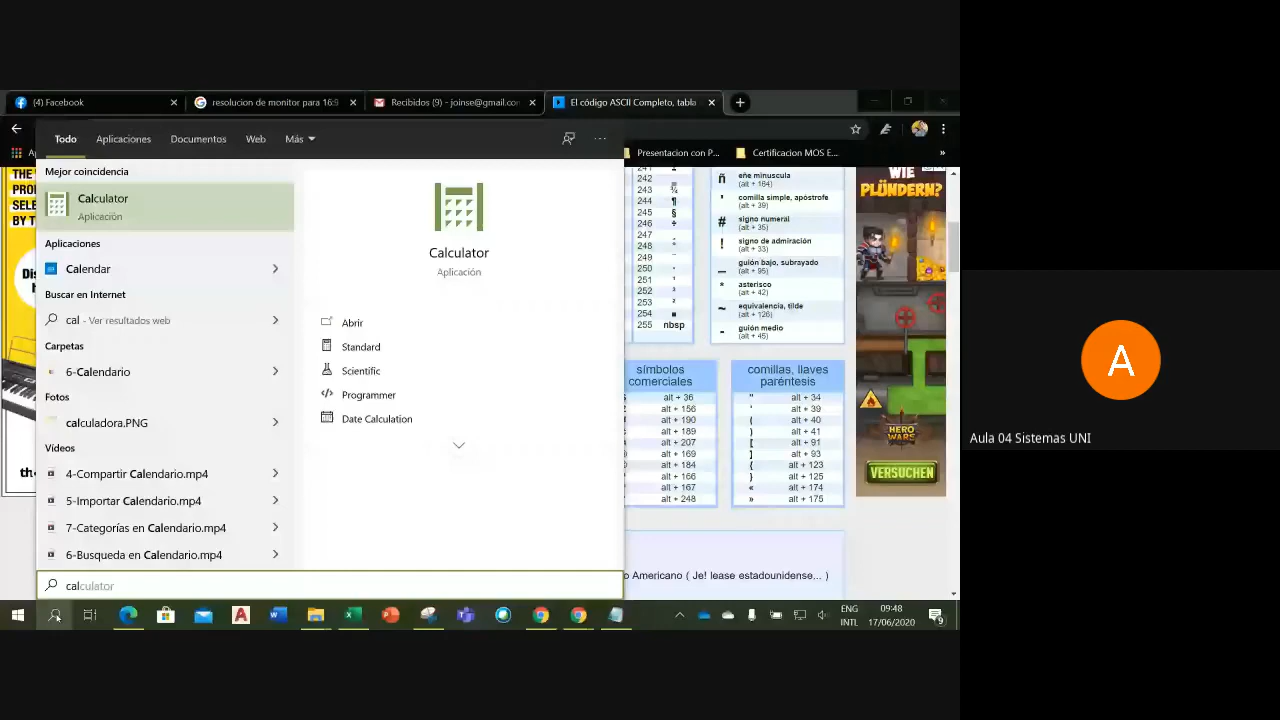 (4) Facebook
resolucion de monitor para 16:9
Recibidos (9) - joinse@gmail.con
El código ASCII Completo, tabla
Todo
Aplicaciones
Documentos
Web
Más
Presentacion con P...
Certificacion MOS E...
»
Mejor coincidencia
Calculator
Aplicación
Aplicaciones
Calendar
Buscar en Internet
cal - Ver resultados web
Carpetas
6-Calendario
Fotos
calculadora.PNG
Vídeos
4-Compartir Calendario.mp4
5-Importar Calendario.mp4
7-Categorías en Calendario.mp4
6-Busqueda en Calendario.mp4
calculator
Calculator
Aplicación
Abrir
Standard
Scientific
Programmer
Date Calculation
242
243 ¾
244 ¶
245 §
246 ÷
247
248 °
249 ¨
250 ·
251 ¹
252 ³
253 ²
254 ■
255 nbsp
ñ eñe minuscula
(alt + 164)
' comilla simple, apóstrofe
(alt + 39)
# signo numeral
(alt + 35)
! signo de admiración
(alt + 33)
_ guión bajo, subrayado
(alt + 95)
* asterisco
(alt + 42)
~ equivalencia, tilde
(alt + 126)
- guión medio
(alt + 45)
símbolos
comerciales
alt + 36
alt + 156
alt + 190
alt + 189
alt + 207
alt + 169
alt + 184
alt + 166
alt + 167
alt + 248
comillas, llaves
paréntesis
" alt + 34
' alt + 39
( alt + 40
) alt + 41
[ alt + 91
] alt + 93
{ alt + 123
} alt + 125
« alt + 174
» alt + 175
o Americano ( Je! lease estadounidense... )
WIE
PLÜNDERN?
HERO
WARS
VERSUCHEN
ENG
INTL
09:48
17/06/2020
9
A
Aula 04 Sistemas UNI